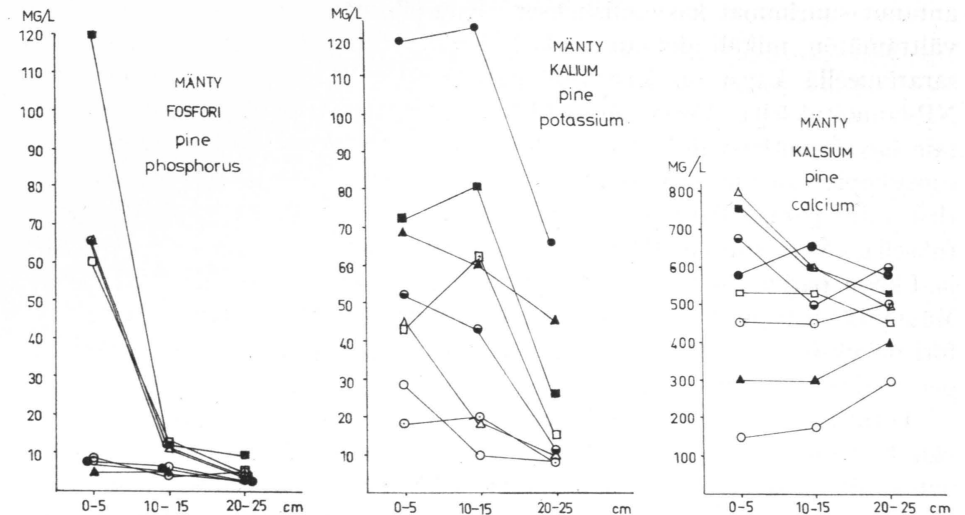 MG/L
120
110
100
90
80
70
60
50
40
30
20
10
0-5
10-15
20-25
cm
MÄNTY
FOSFORI
pine
phosphorus
MG/L
120
110
100
90
80
70
60
50
40
30
20
10
0-5
10-15
20-25
cm
MÄNTY
KALIUM
pine
potassium
MG/L
800
700
600
500
400
300
200
100
0-5
10-15
20-25
cm
MÄNTY
KALSIUM
pine
calcium